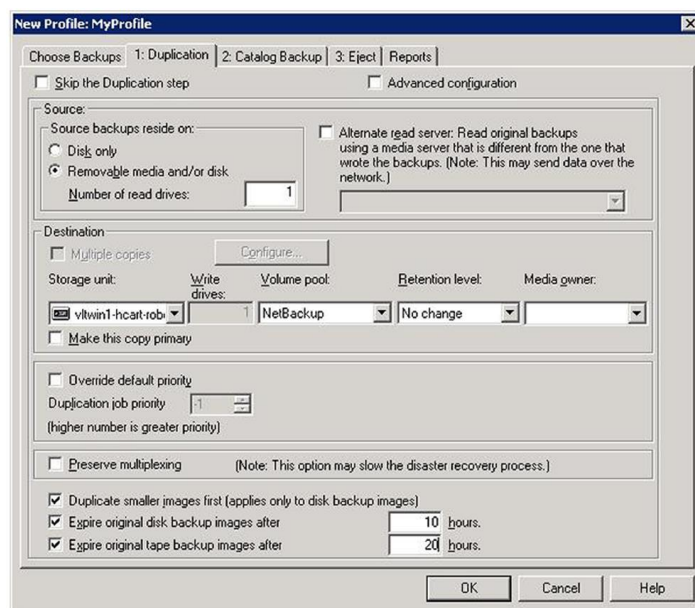 New Profile: MyProfile
Choose Backups 1: Duplication 2: Catalog Backup 3: Eject Reports
Skip the Duplication step
Advanced configuration
Source:
Source backups reside on:
Disk only
Removable media and/or disk
Number of read drives: 1
Alternate read server: Read original backups
using a media server that is different from the one that
wrote the backups. (Note: This may send data over the
network.)
Destination
Multiple copies
Configure...
Storage unit: Write drives: Volume pool: Retention level: Media owner:
vltwin1-hcart-rob 1 NetBackup No change
Make this copy primary
Override default priority
Duplication job priority -1
(higher number is greater priority)
Preserve multiplexing (Note: This option may slow the disaster recovery process.)
Duplicate smaller images first (applies only to disk backup images)
Expire original disk backup images after 10 hours.
Expire original tape backup images after 20 hours.
OK Cancel Help